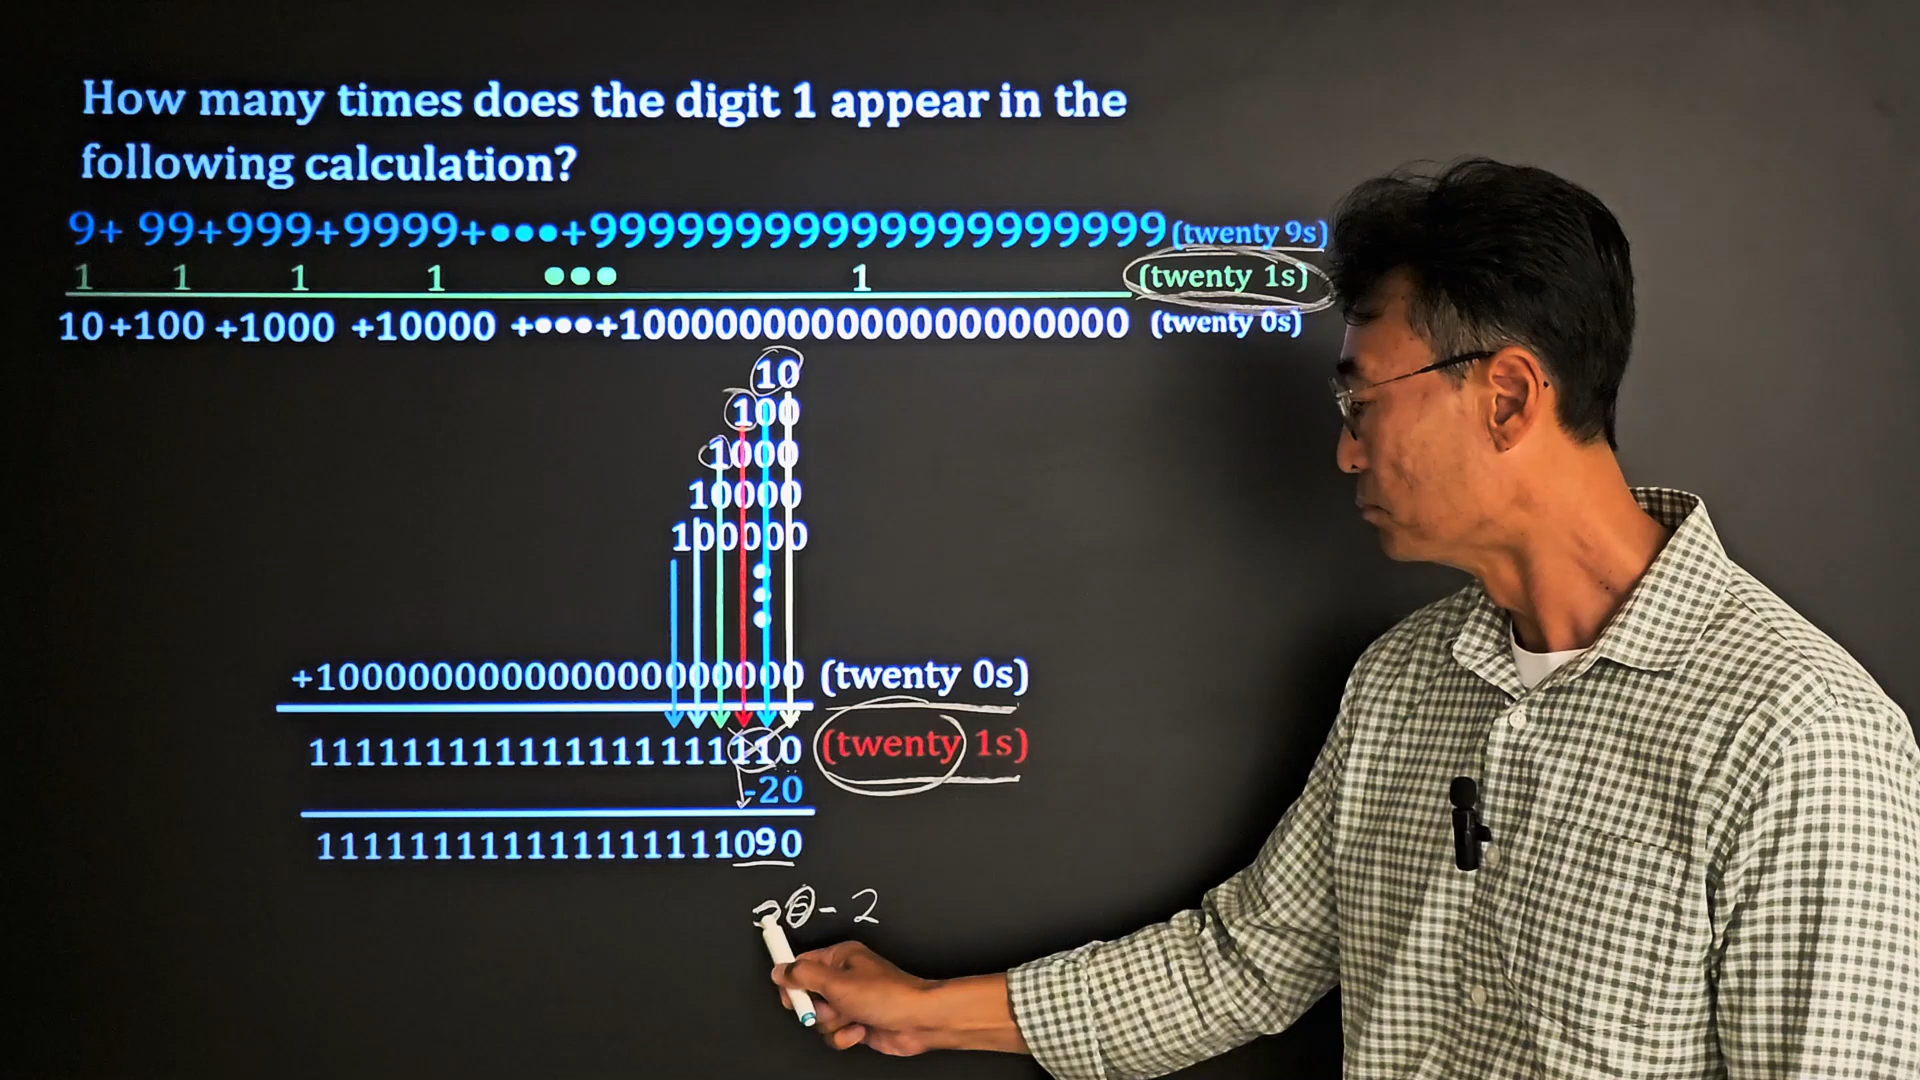 How many times does the digit 1 appear in the
following calculation?
9+ 99+999+9999+•••+99999999999999999999 (twenty 9s)
1 1 1 1 ••• 1 (twenty 1s)
10 +100 +1000 +10000 +•••+100000000000000000000 (twenty 0s)
10
100
1000
10000
100000
+100000000000000000000 (twenty 0s)
111111111111111111110 (twenty 1s)
-20
111111111111111111090
- 2